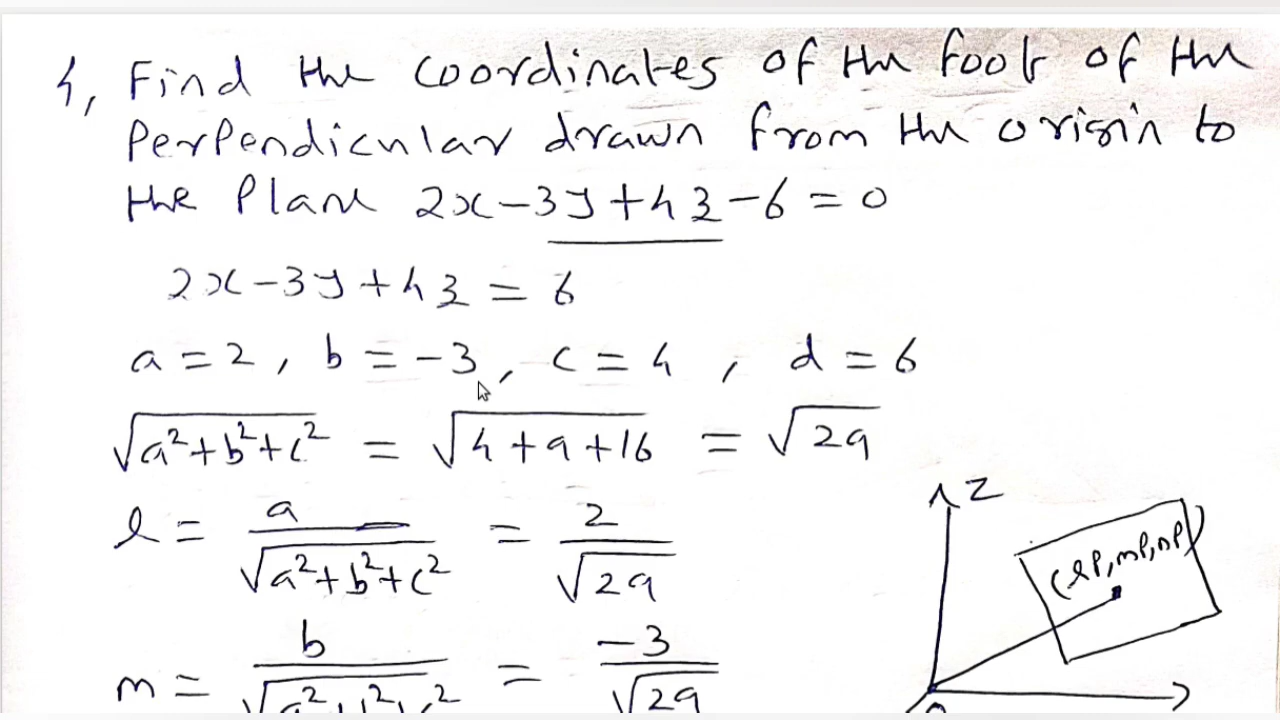 4, Find the coordinates of the foot of the
Perpendicular drawn from the origin to
the Plane 2x-3y+4z-6=0
2x-3y+4z = 6
a=2, b=-3, c=4, d=6
√(a²+b²+c²) = √(4+9+16) = √29
l = a/√(a²+b²+c²) = 2/√29
m = b/√(a²+b²+c²) = -3/√29
Z
(lp, mp, np)